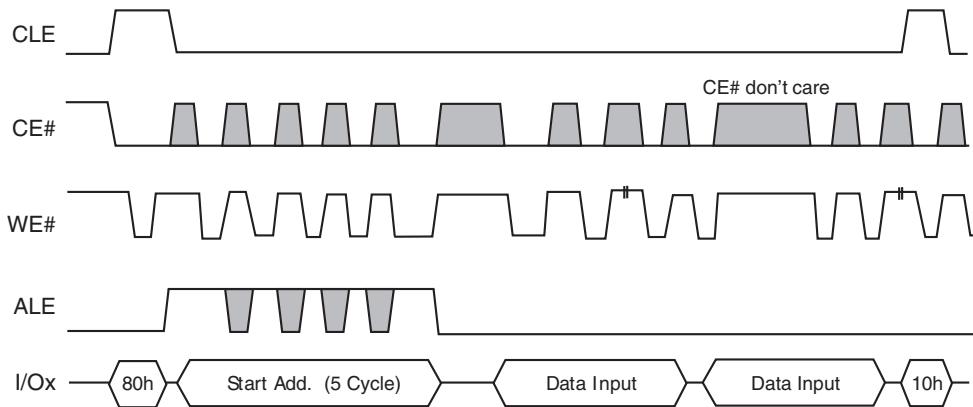 CLE
CE# don't care
CE#
WE#
ALE
I/Ox
80h
Start Add. (5 Cycle)
Data Input
Data Input
10h